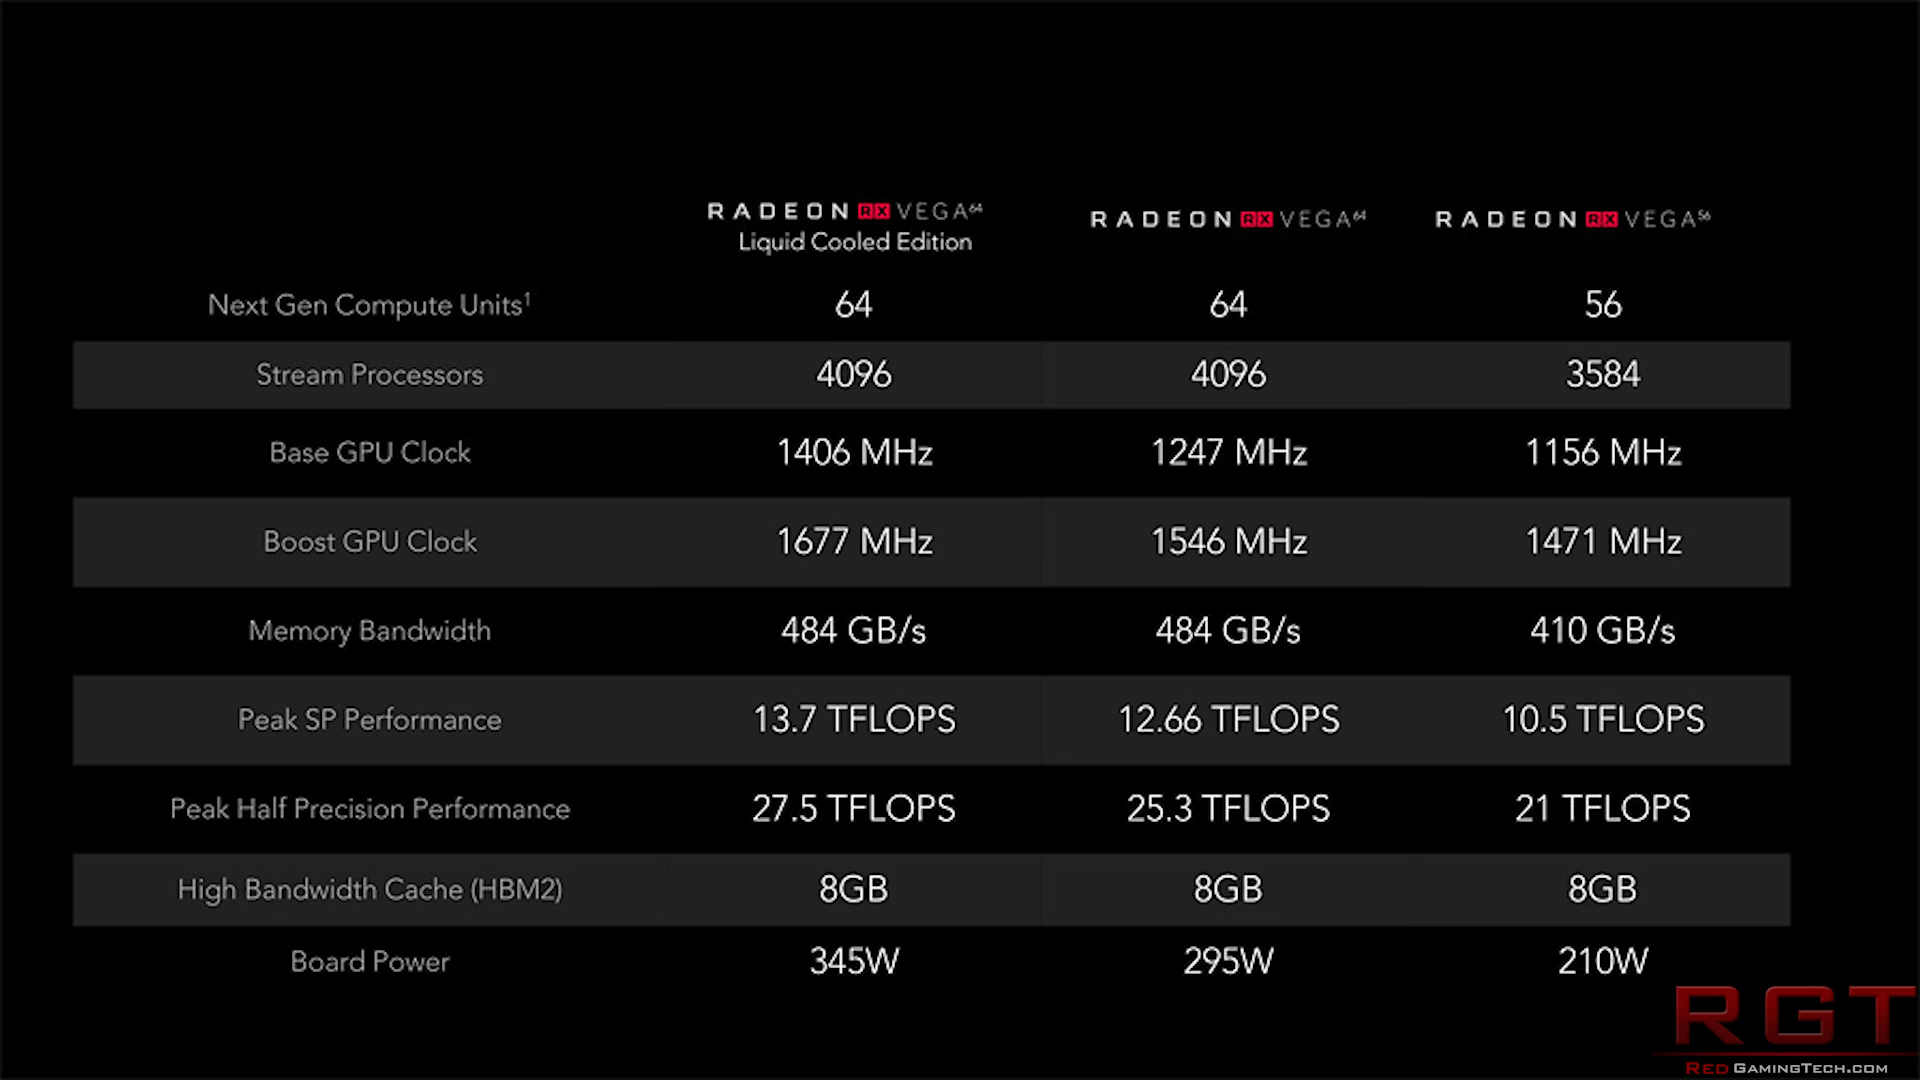 RADEON RX VEGA⁶⁴
Liquid Cooled Edition
RADEON RX VEGA⁶⁴
RADEON RX VEGA⁵⁶
Next Gen Compute Units¹ 64 64 56
Stream Processors 4096 4096 3584
Base GPU Clock 1406 MHz 1247 MHz 1156 MHz
Boost GPU Clock 1677 MHz 1546 MHz 1471 MHz
Memory Bandwidth 484 GB/s 484 GB/s 410 GB/s
Peak SP Performance 13.7 TFLOPS 12.66 TFLOPS 10.5 TFLOPS
Peak Half Precision Performance 27.5 TFLOPS 25.3 TFLOPS 21 TFLOPS
High Bandwidth Cache (HBM2) 8GB 8GB 8GB
Board Power 345W 295W 210W
RGT
RED GAMINGTECH.COM